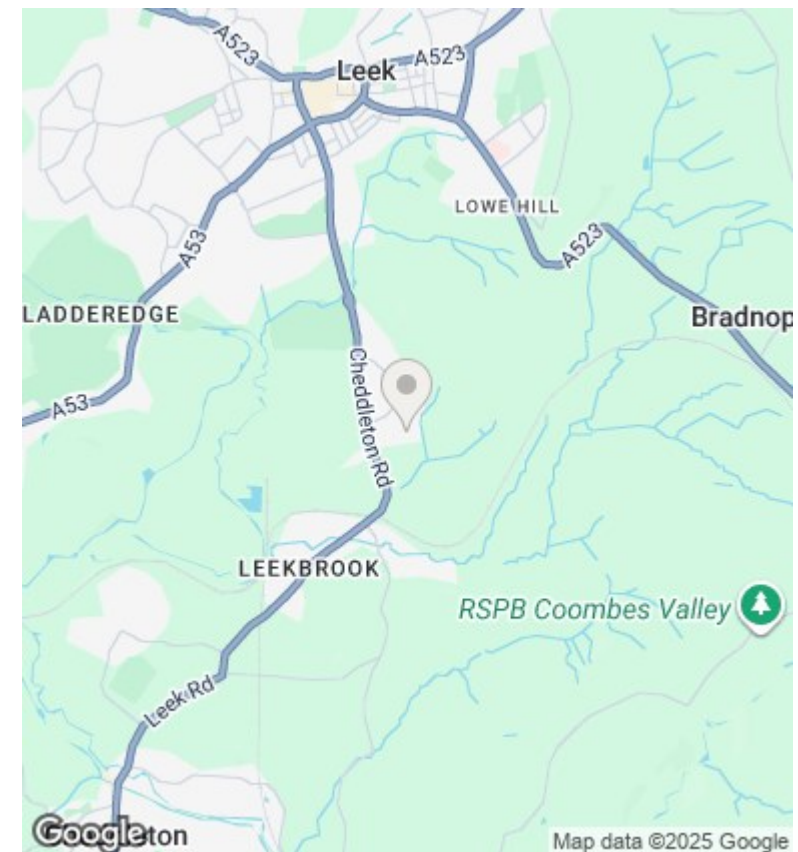 A523
A523
Leek
LOWE HILL
A523
A53
LADDEREDGE
Bradnop
A53
Cheddleton Rd
LEEKBROOK
RSPB Coombes Valley
Leek Rd
Google
Map data ©2025 Google